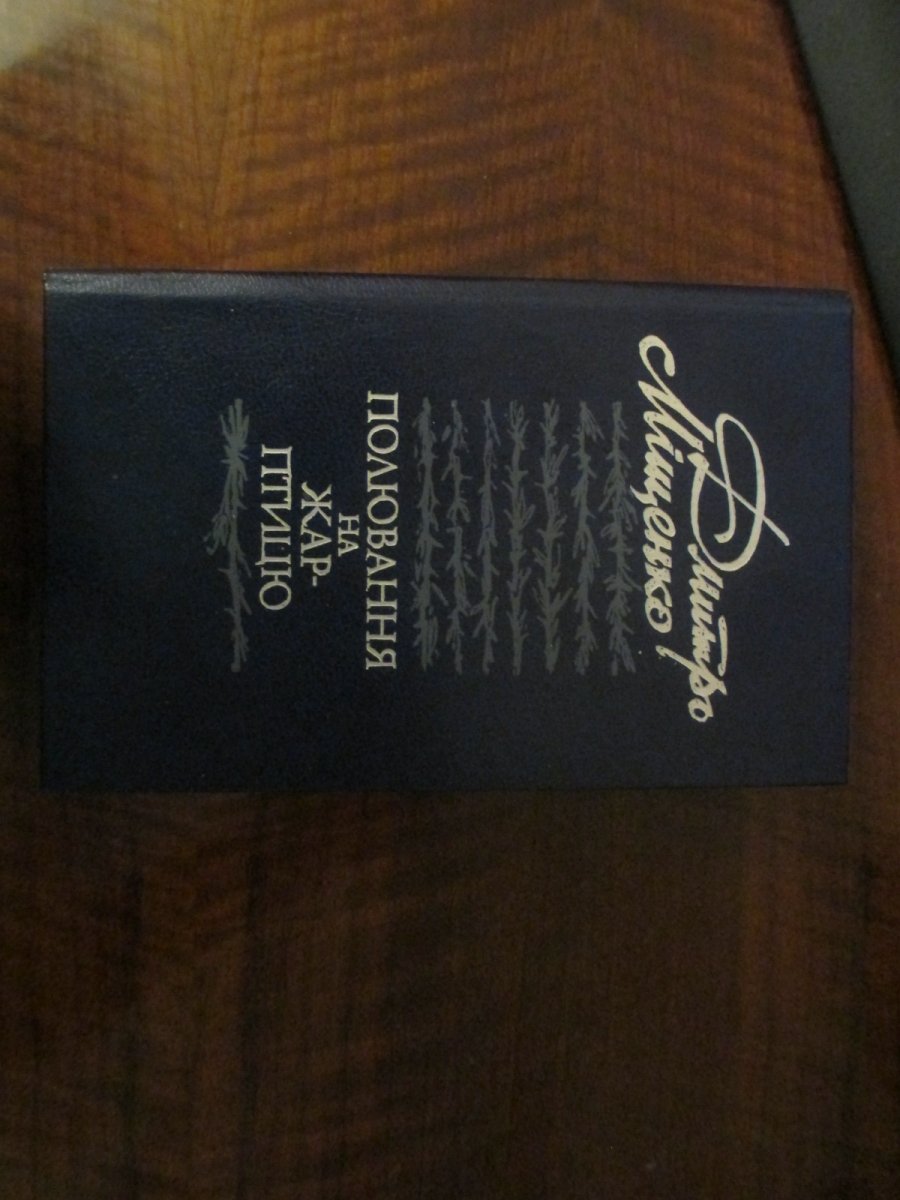 Дмитро
Міщенко
ПОЛЮВАННЯ
НА
ЖАР-
ПТИЦЮ